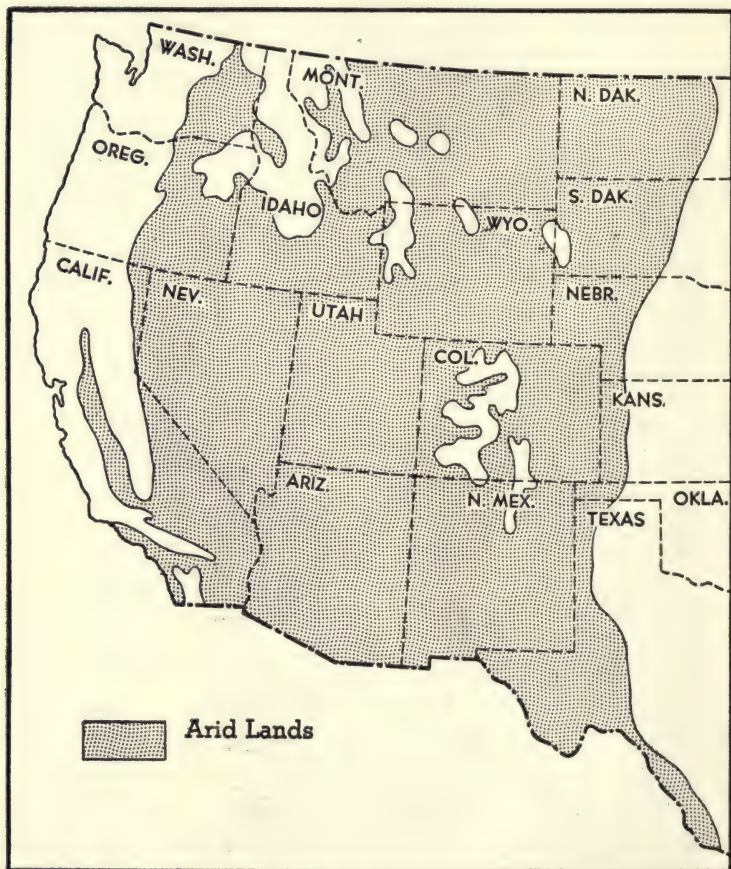 WASH.
MONT.
N. DAK.
OREG.
IDAHO
S. DAK.
WYO.
CALIF.
NEV.
UTAH
NEBR.
COL.
KANS.
ARIZ.
N. MEX.
TEXAS
OKLA.
Arid Lands